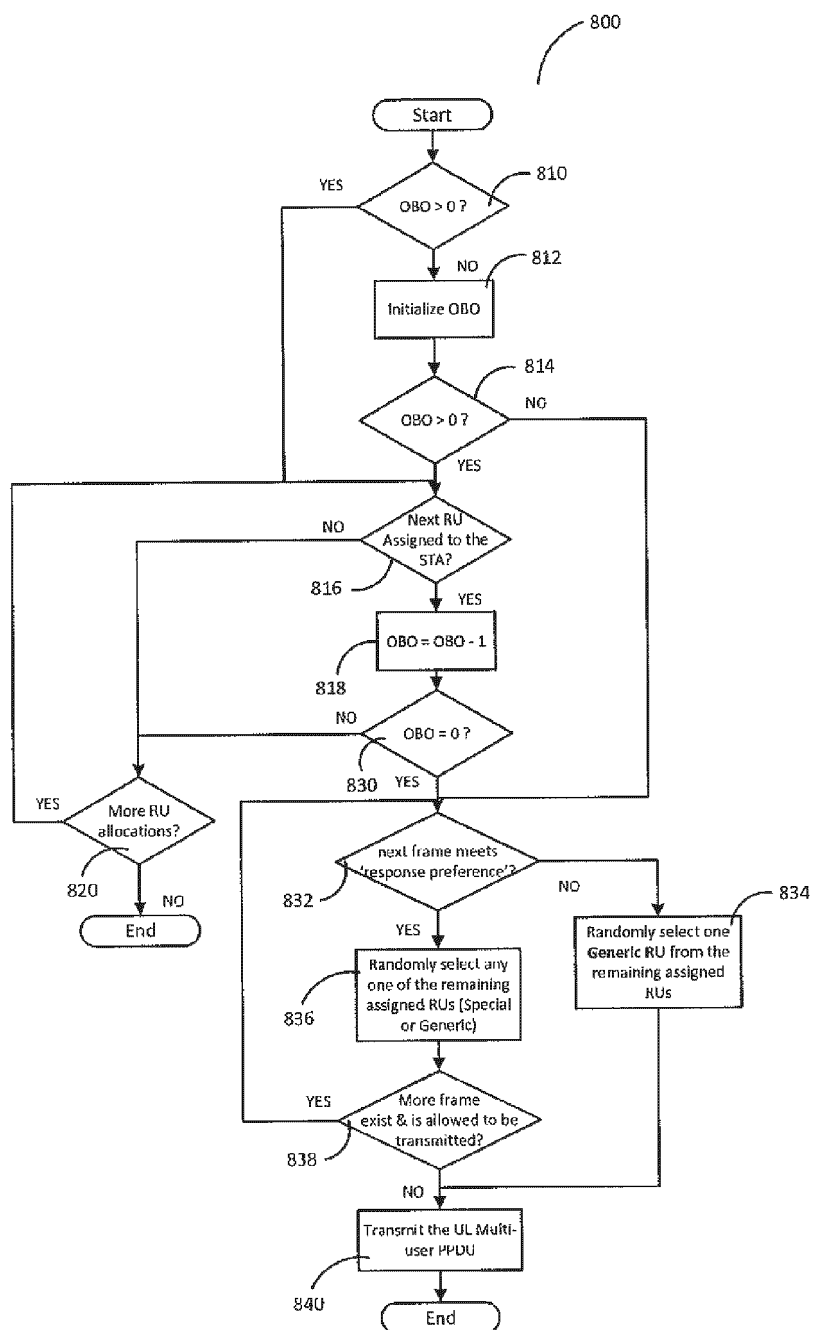 800
Start
YES
OBO > 0 ?
810
NO
812
Initialize OBO
814
OBO > 0 ?
NO
YES
NO
Next RU
Assigned to the
STA?
816
YES
OBO = OBO - 1
818
NO
OBO = 0 ?
830
YES
YES
More RU
allocations?
820
NO
End
next frame meets
'response preference'?
832
NO
834
YES
Randomly select one
Generic RU from the
remaining assigned
RUs
Randomly select any
one of the remaining
assigned RUs (Special
or Generic)
836
YES
More frame
exist & is allowed to be
transmitted?
838
NO
Transmit the UL Multi-
user PPDU
840
End